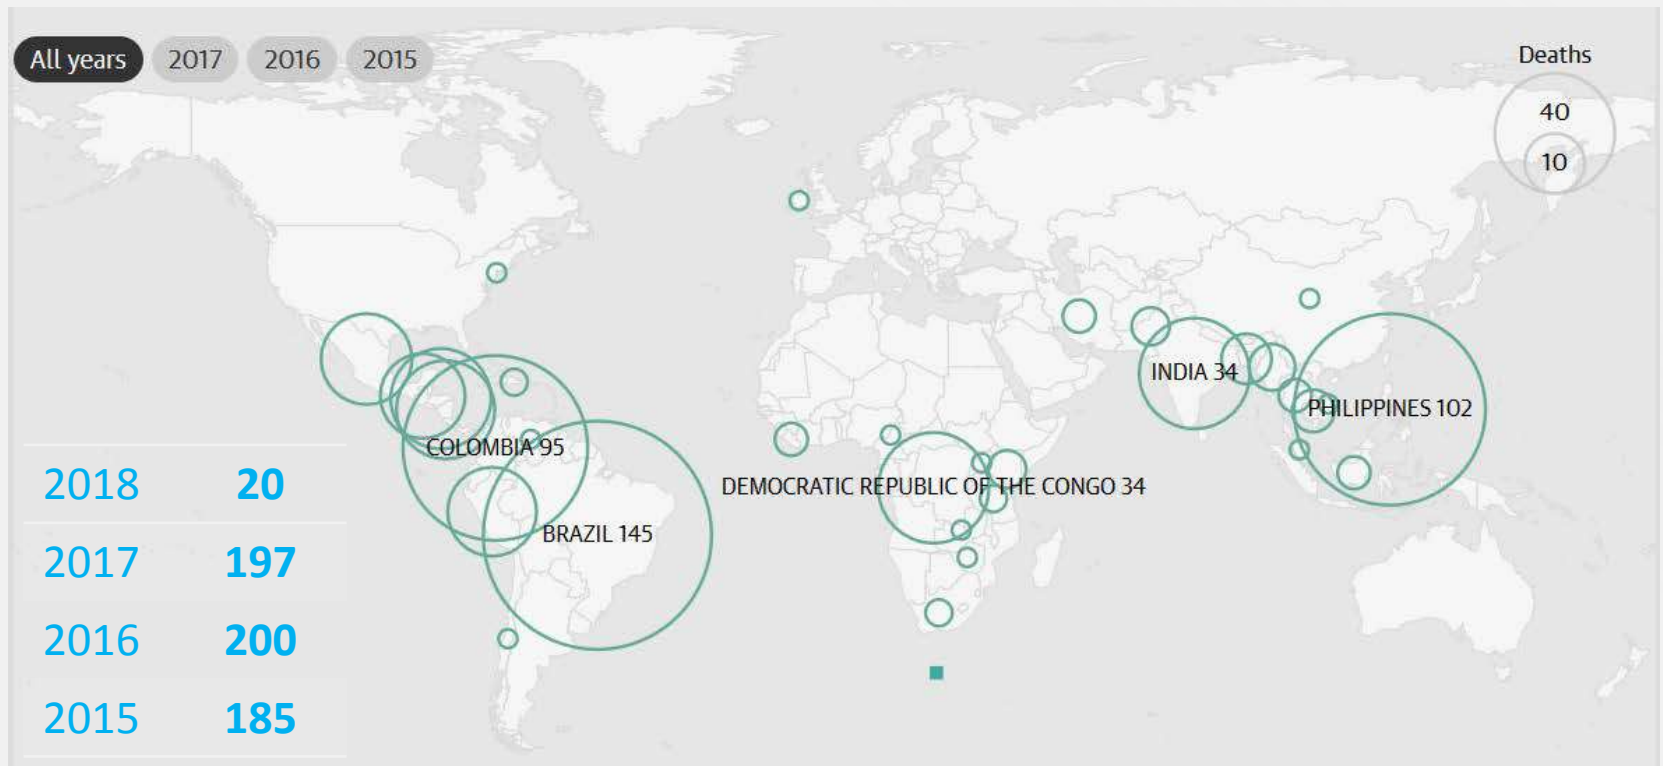 All years 2017 2016 2015
Deaths
40
10
INDIA 34
PHILIPPINES 102
COLOMBIA 95
DEMOCRATIC REPUBLIC OF THE CONGO 34
BRAZIL 145
2018 20
2017 197
2016 200
2015 185